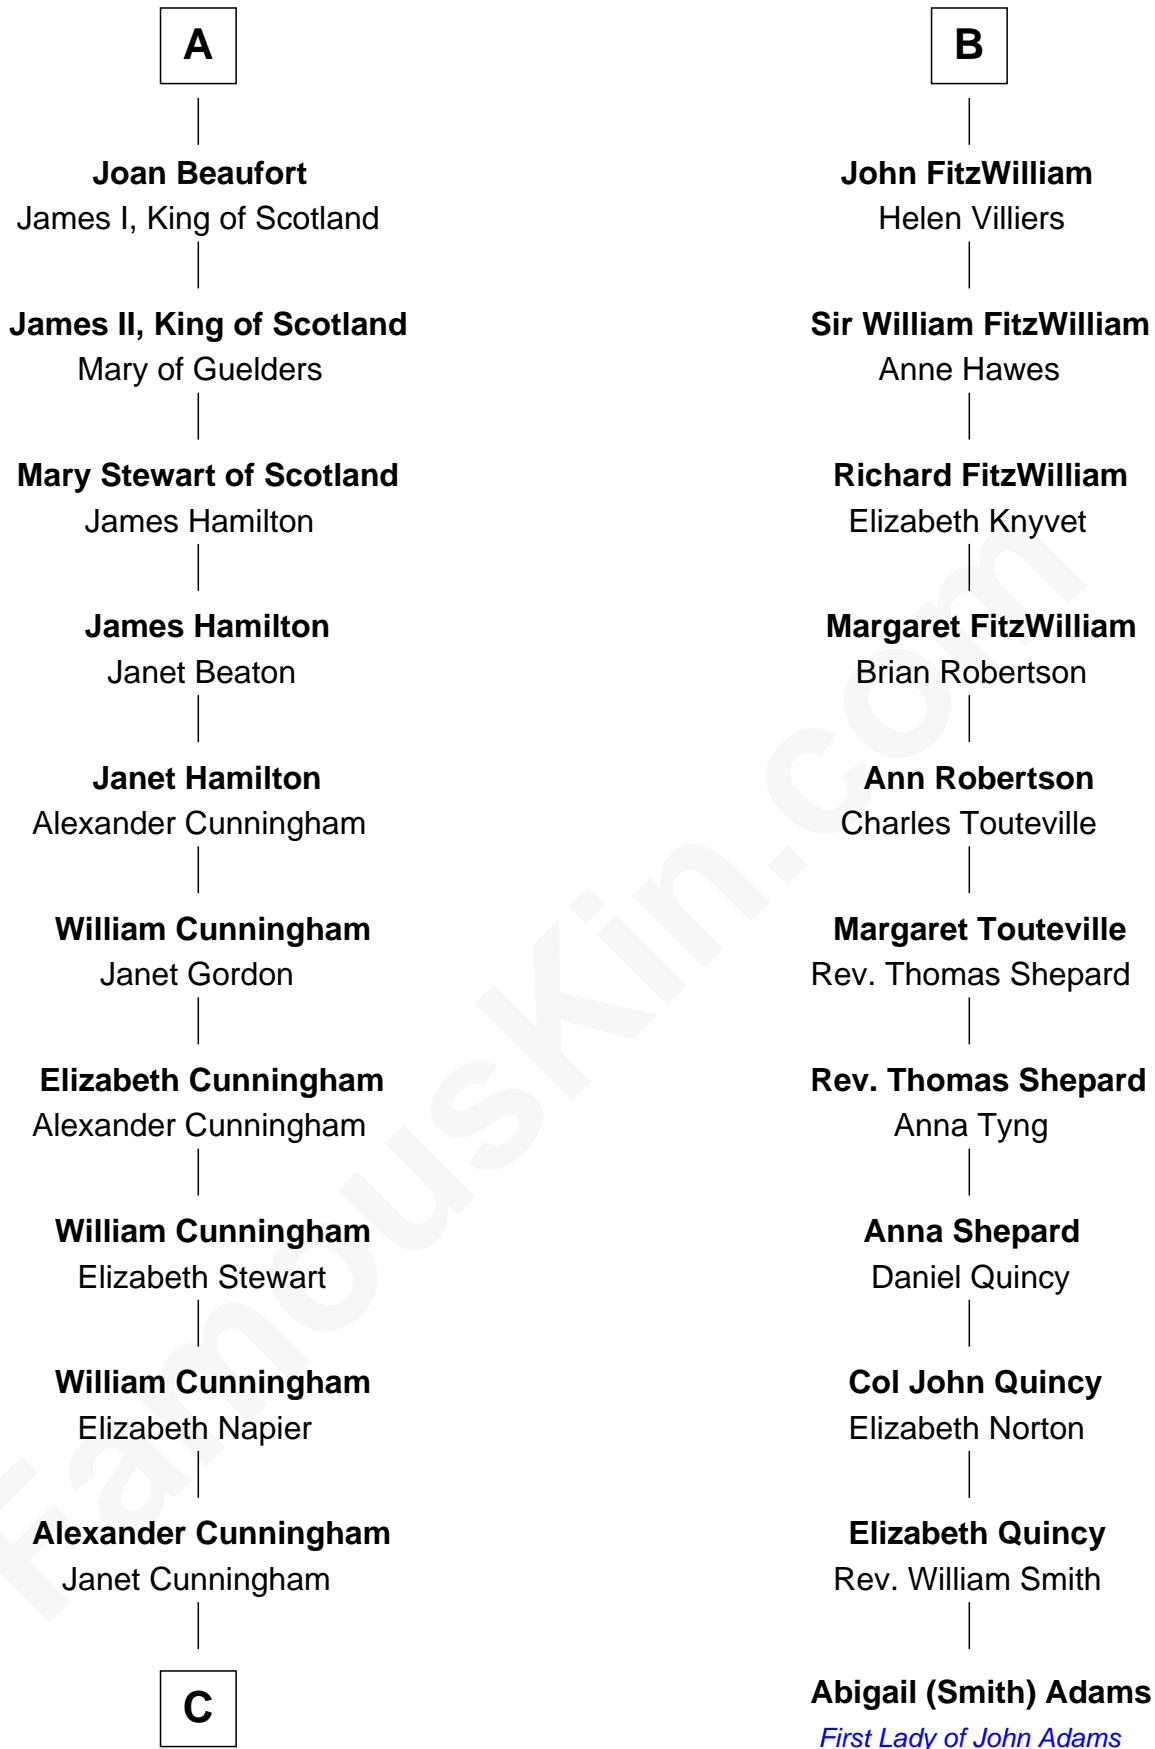 A
Joan Beaufort
James I, King of Scotland
James II, King of Scotland
Mary of Guelders
Mary Stewart of Scotland
James Hamilton
James Hamilton
Janet Beaton
Janet Hamilton
Alexander Cunningham
William Cunningham
Janet Gordon
Elizabeth Cunningham
Alexander Cunningham
William Cunningham
Elizabeth Stewart
William Cunningham
Elizabeth Napier
Alexander Cunningham
Janet Cunningham
C
B
John FitzWilliam
Helen Villiers
Sir William FitzWilliam
Anne Hawes
Richard FitzWilliam
Elizabeth Knyvet
Margaret FitzWilliam
Brian Robertson
Ann Robertson
Charles Touteville
Margaret Touteville
Rev. Thomas Shepard
Rev. Thomas Shepard
Anna Tyng
Anna Shepard
Daniel Quincy
Col John Quincy
Elizabeth Norton
Elizabeth Quincy
Rev. William Smith
Abigail (Smith) Adams
First Lady of John Adams
FamousKin.com